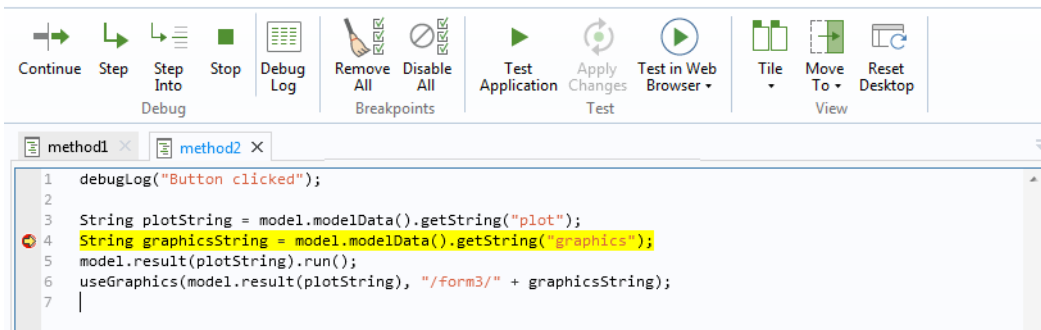 Continue Step Step Into Stop Debug Log Remove All Disable All Test Application Apply Changes Test in Web Browser Tile Move To Reset Desktop
Debug Breakpoints Test View
method1 method2
1 debugLog("Button clicked");
2
3 String plotString = model.modelData().getString("plot");
4 String graphicsString = model.modelData().getString("graphics");
5 model.result(plotString).run();
6 useGraphics(model.result(plotString), "/form3/" + graphicsString);
7